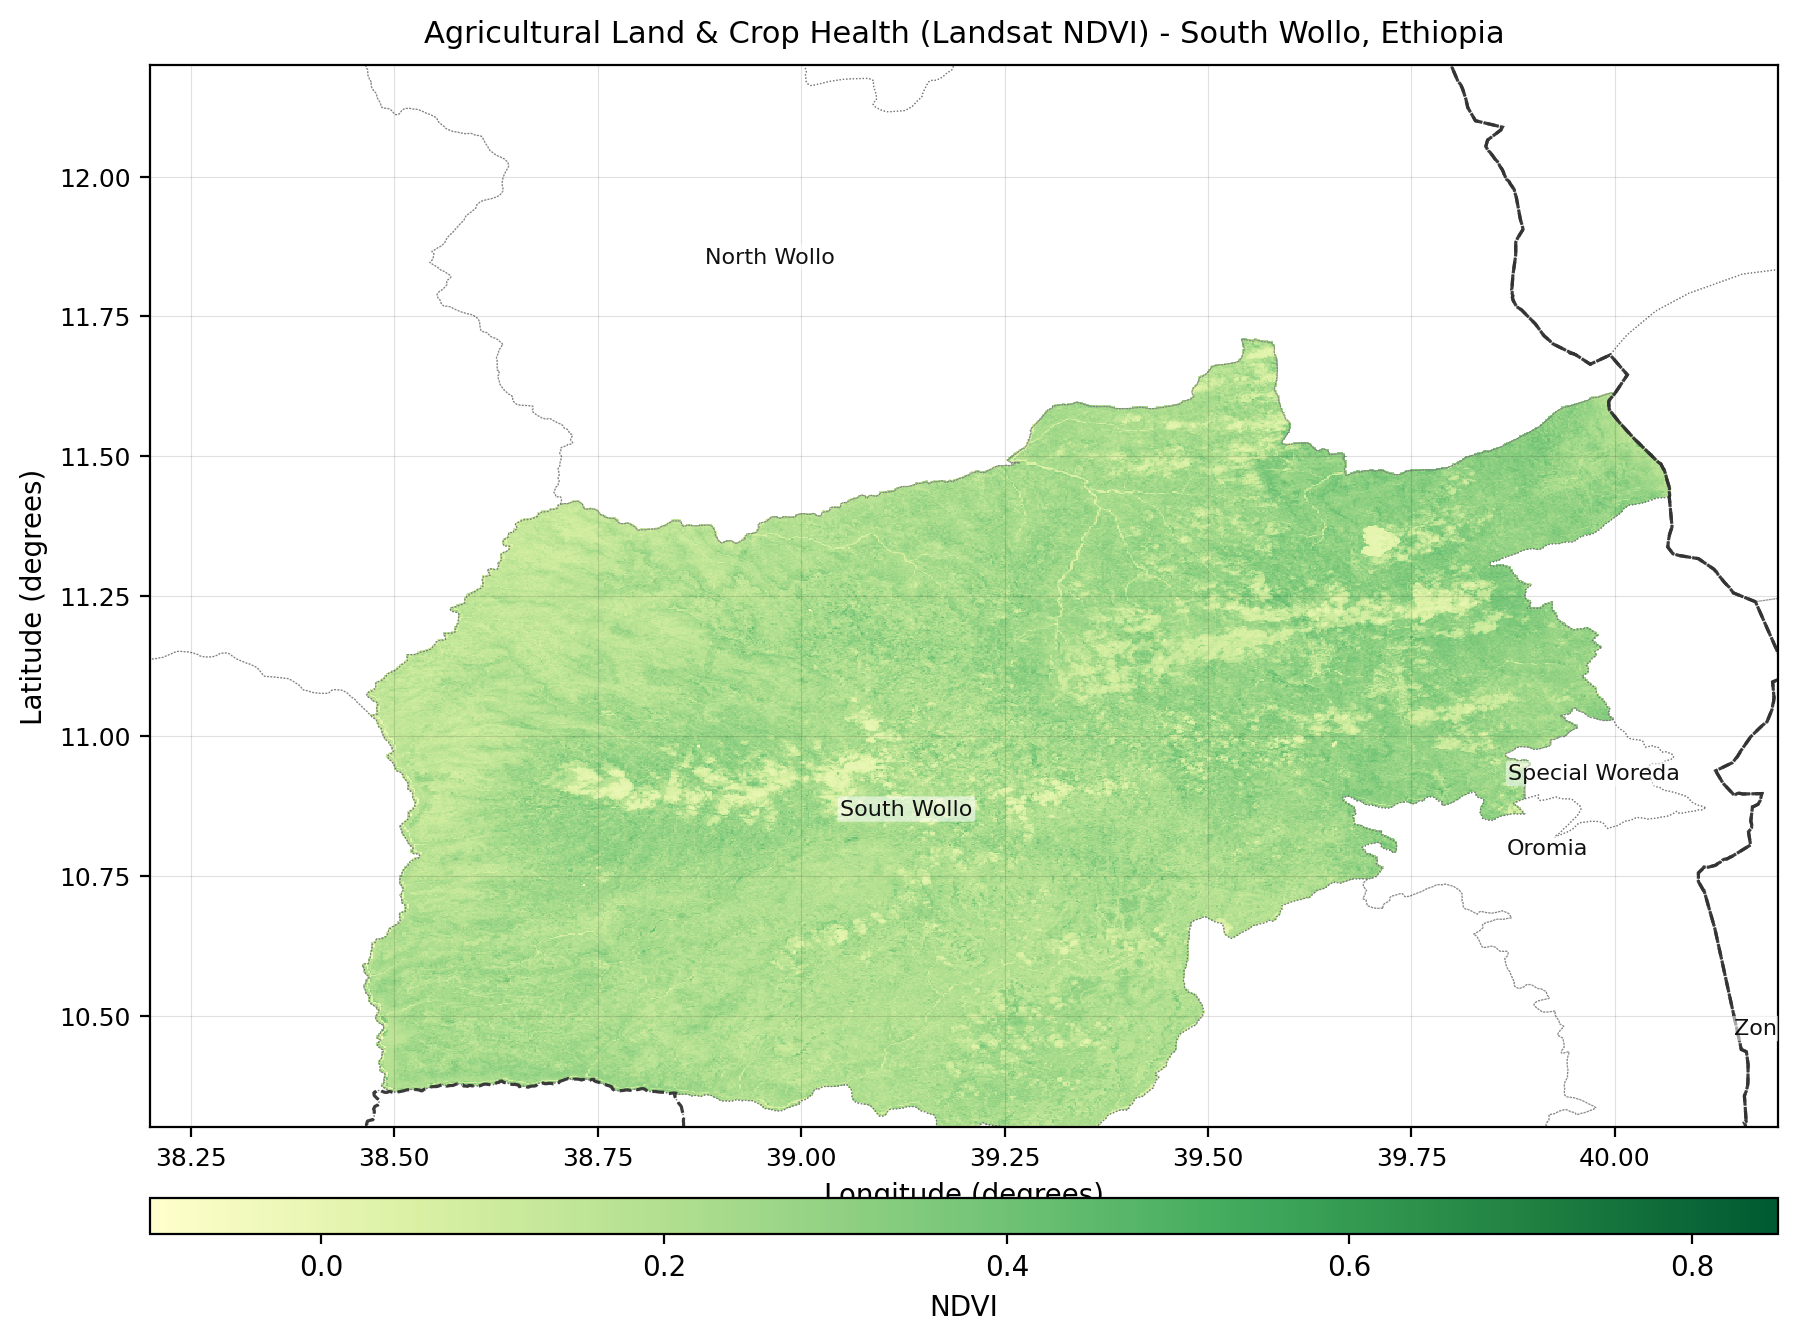 Agricultural Land & Crop Health (Landsat NDVI) - South Wollo, Ethiopia
Latitude (degrees)
12.00
11.75
11.50
11.25
11.00
10.75
10.50
North Wollo
South Wollo
Special Woreda
Oromia
Zon
38.25 38.50 38.75 39.00 39.25 39.50 39.75 40.00
Longitude (degrees)
0.0 0.2 0.4 0.6 0.8
NDVI